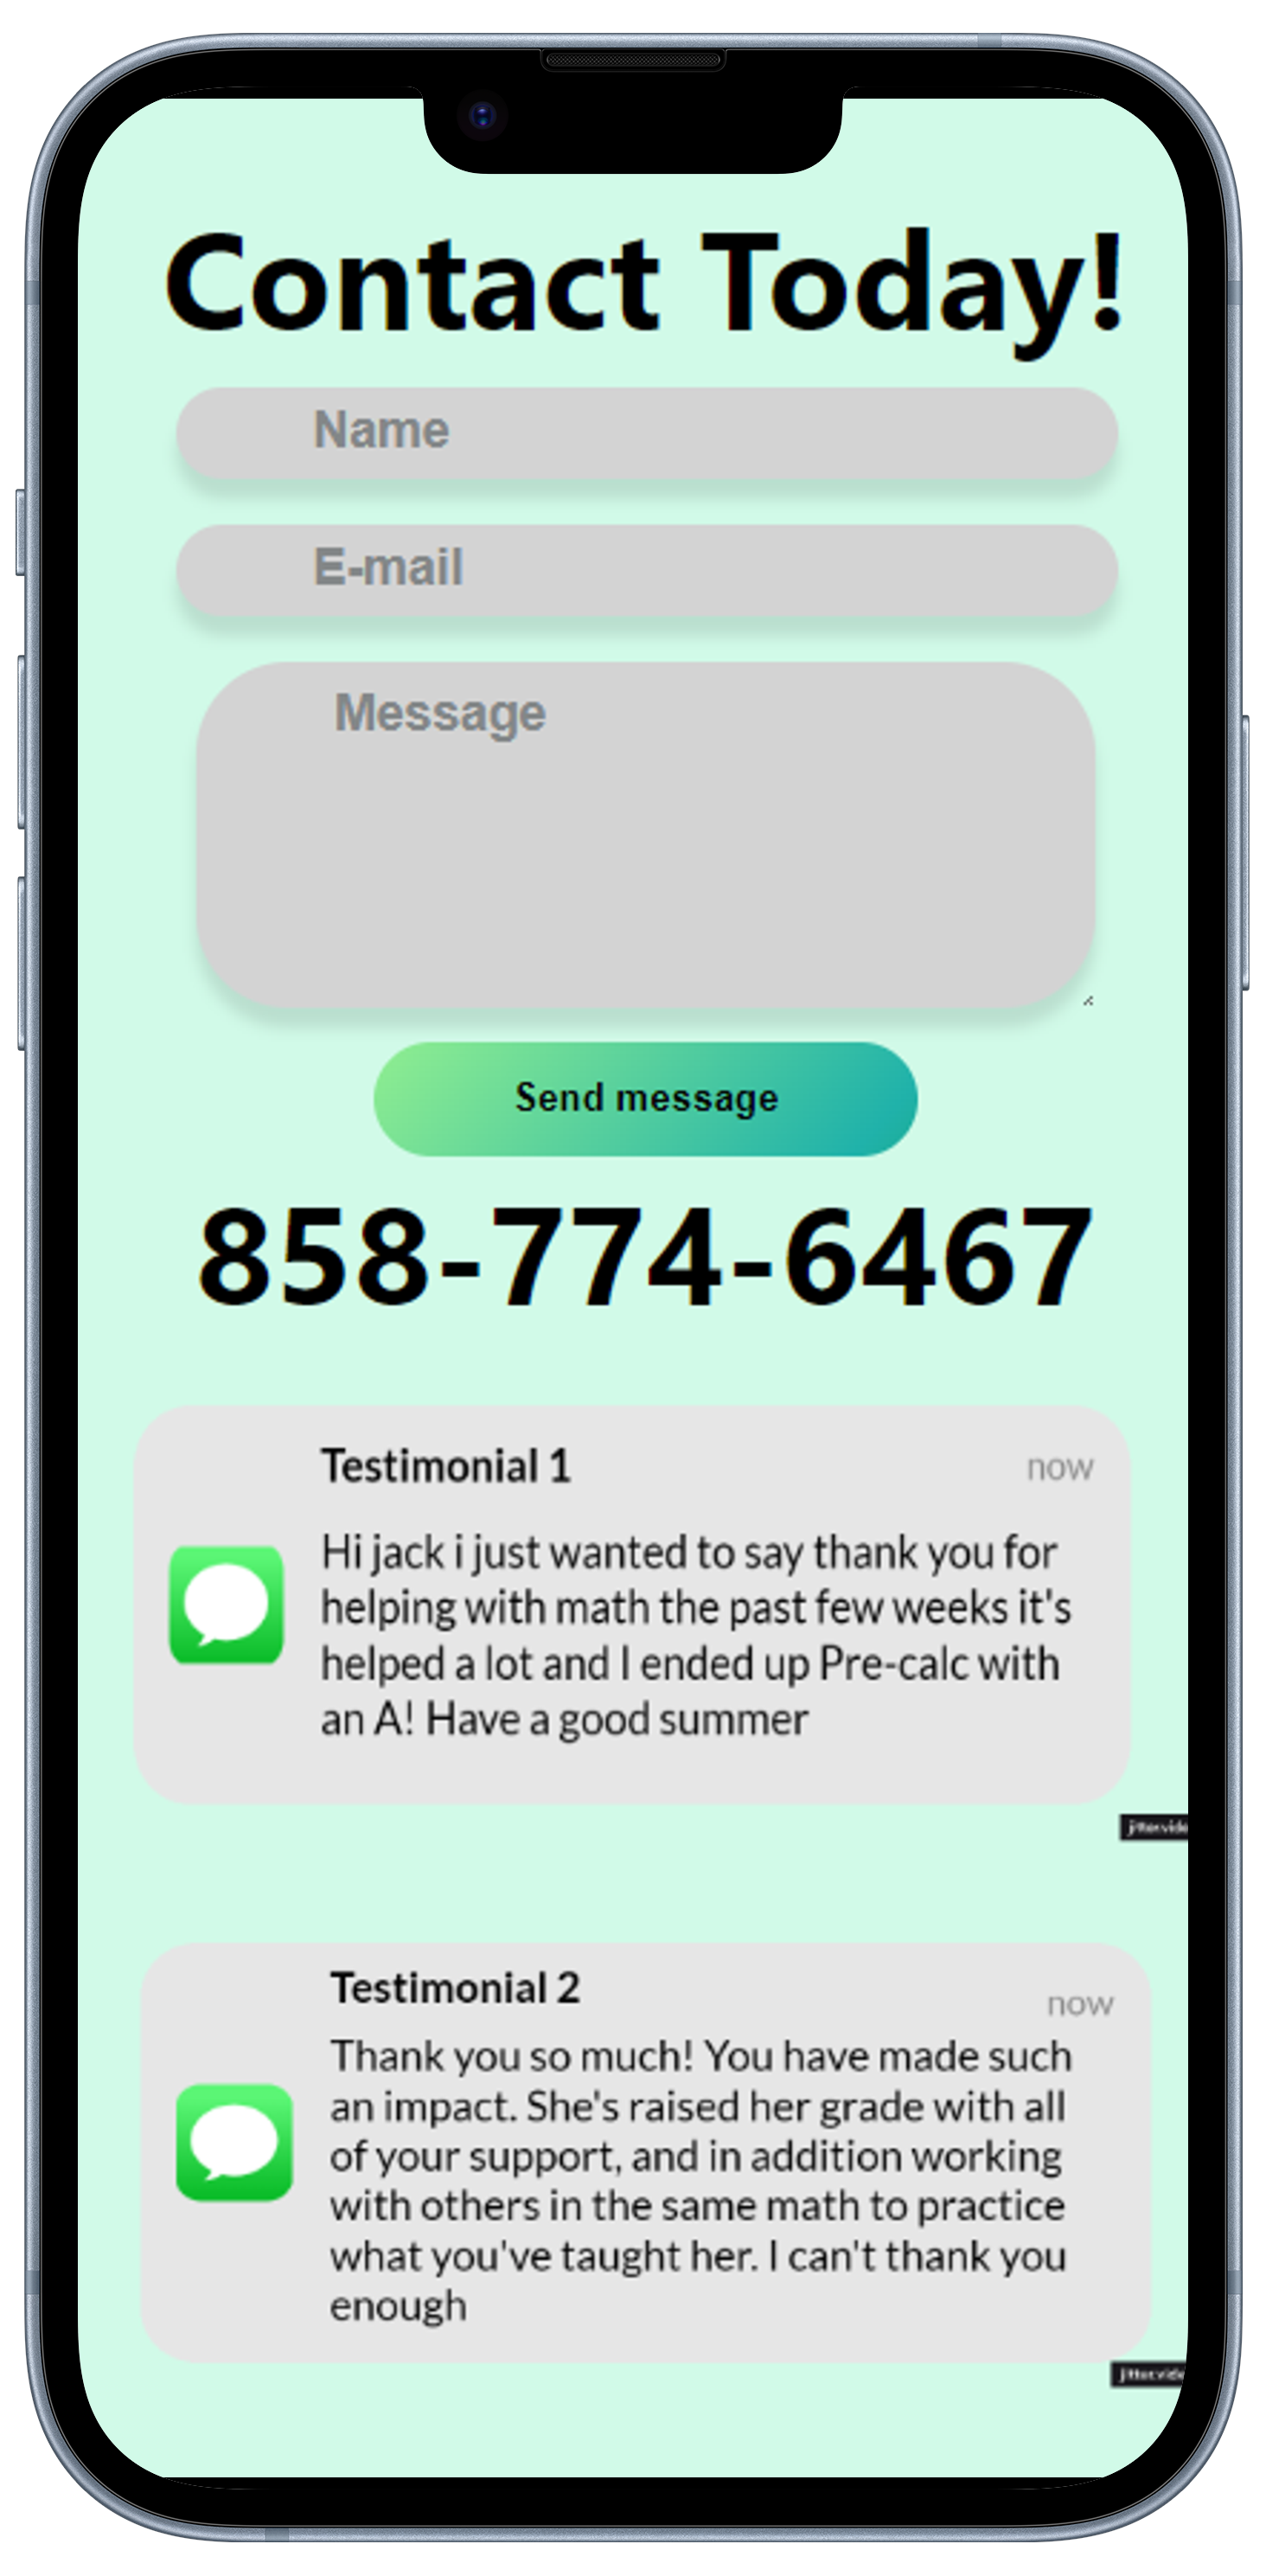 Contact Today!
Name
E-mail
Message
Send message
858-774-6467
Testimonial 1
now
Hi jack i just wanted to say thank you for
helping with math the past few weeks it's
helped a lot and I ended up Pre-calc with
an A! Have a good summer
Testimonial 2
now
Thank you so much! You have made such
an impact. She's raised her grade with all
of your support, and in addition working
with others in the same math to practice
what you've taught her. I can't thank you
enough